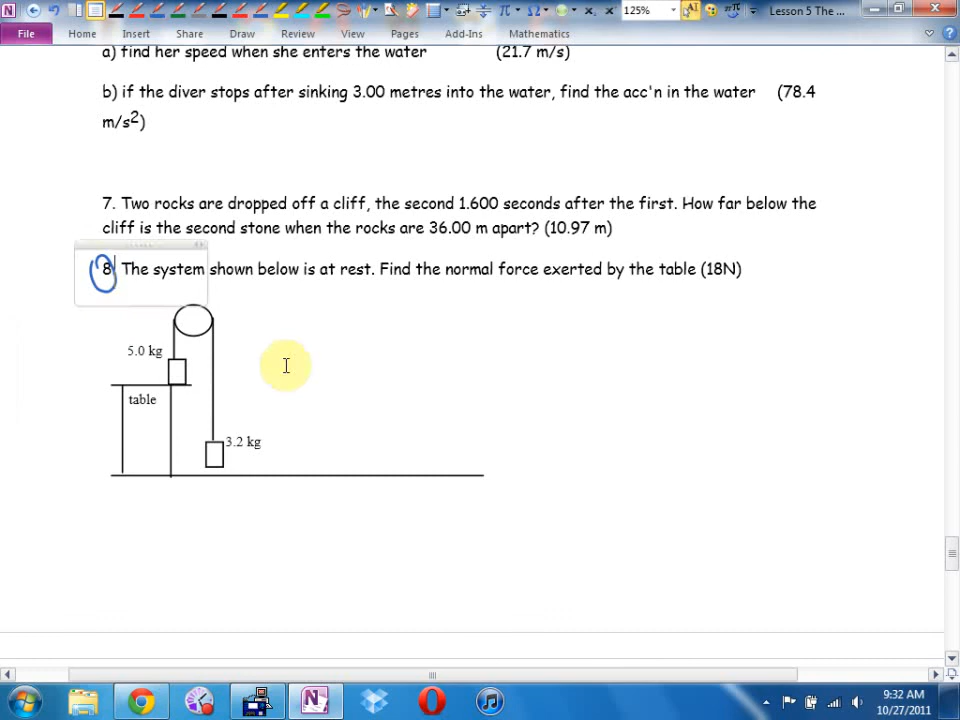 125%
Lesson 5 The ...
File Home Insert Share Draw Review View Pages Add-Ins Mathematics
a) find her speed when she enters the water (21.7 m/s)
b) if the diver stops after sinking 3.00 metres into the water, find the acc'n in the water (78.4
m/s2)
7. Two rocks are dropped off a cliff, the second 1.600 seconds after the first. How far below the
cliff is the second stone when the rocks are 36.00 m apart? (10.97 m)
8. The system shown below is at rest. Find the normal force exerted by the table (18N)
5.0 kg
table
3.2 kg
9:32 AM
10/27/2011